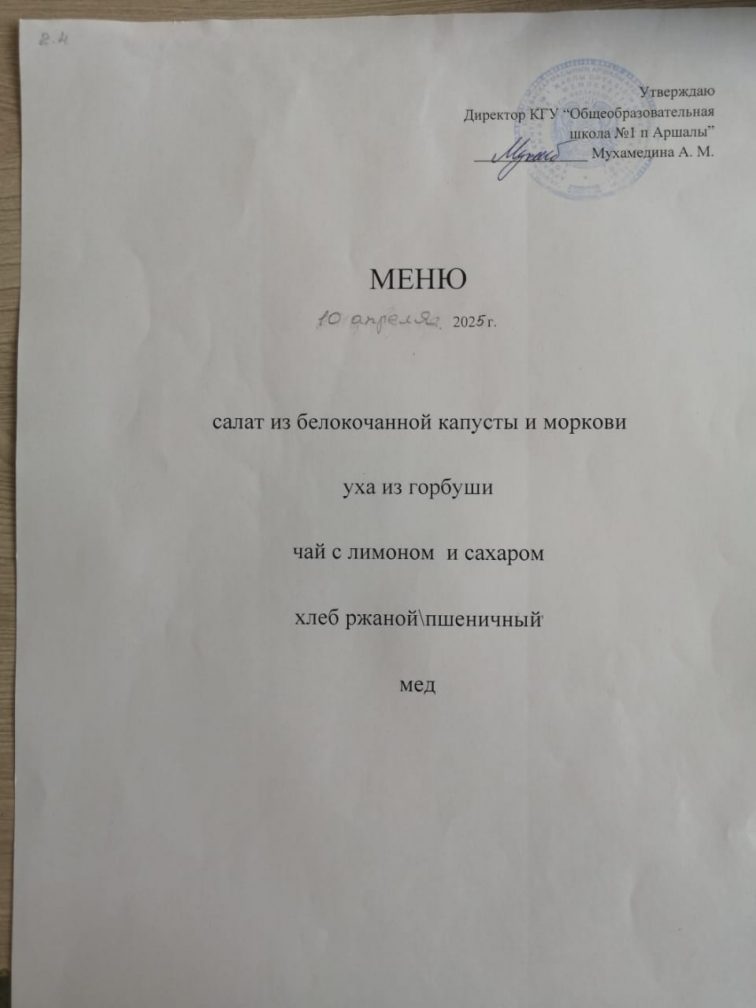 2.4
Утверждаю
Директор КГУ “Общеобразовательная
школа №1 п Аршалы”
Мухамедина А. М.
МЕНЮ
10 апреля 2025 г.
салат из белокочанной капусты и моркови
уха из горбуши
чай с лимоном и сахаром
хлеб ржаной\пшеничный
мед